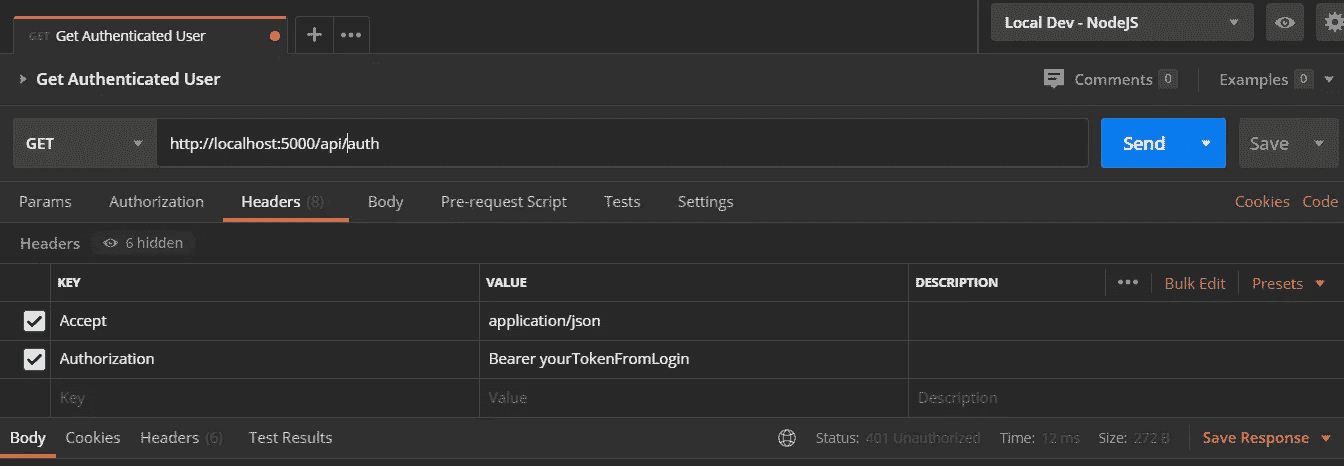 GET Get Authenticated User
Local Dev - NodeJS
Get Authenticated User
Comments 0
Examples 0
GET
http://localhost:5000/api/auth
Send
Save
Params Authorization Headers (8) Body Pre-request Script Tests Settings
Cookies Code
Headers 6 hidden
KEY VALUE DESCRIPTION
Bulk Edit Presets
Accept application/json
Authorization Bearer yourTokenFromLogin
Key Value Description
Body Cookies Headers (6) Test Results
Status: 401 Unauthorized Time: 12 ms Size: 272 B Save Response